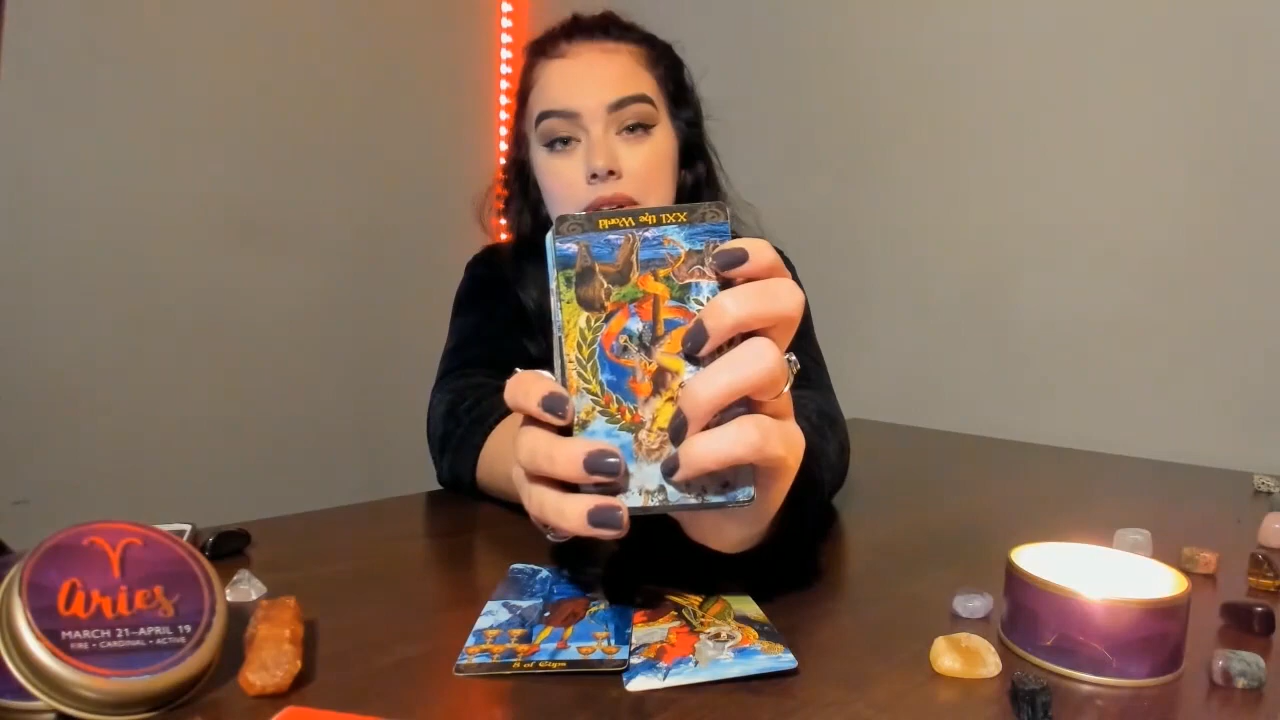 XXI the World
Aries
MARCH 21–APRIL 19
FIRE • CARDINAL • ACTIVE
8 of Cups